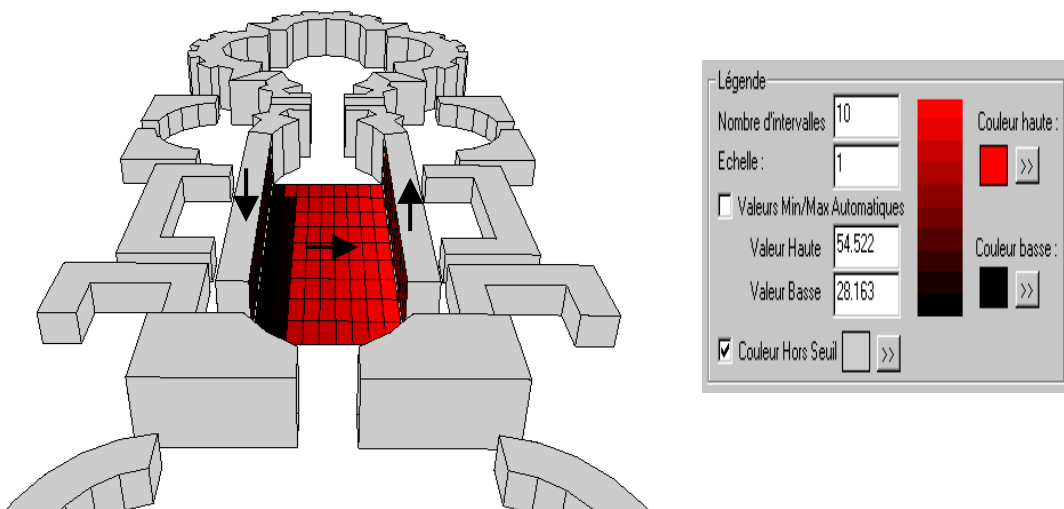 Légende
Nombre d'intervalles 10
Couleur haute :
Echelle : 1
>>
Valeurs Min/Max Automatiques
Valeur Haute 54.522
Couleur basse :
Valeur Basse 28.163
>>
Couleur Hors Seuil >>